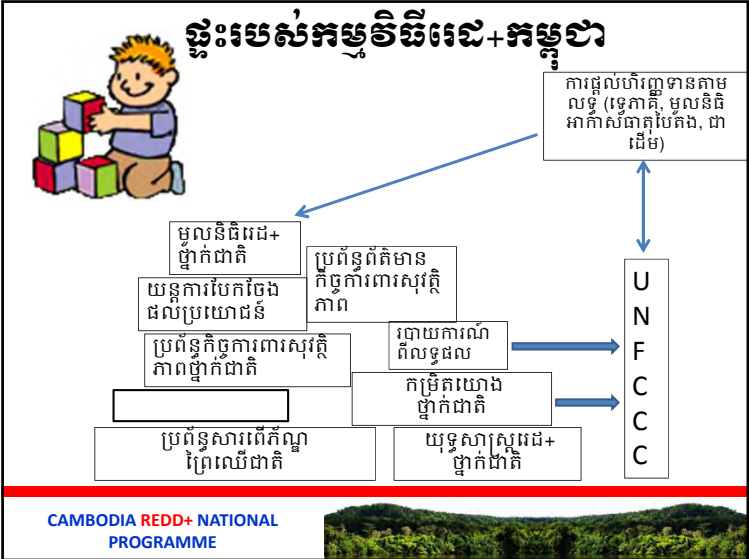 ផ្ទះរបស់កម្មវិធីរេដ+កម្ពុជា
ការផ្តល់ហិរញ្ញទានតាម
លទ្ធ (ទ្វេភាគី, មូលនិធិ
អាកាសធាតុបៃតង, ជា
ដើម)
មូលនិធិរេដ+
ថ្នាក់ជាតិ
ប្រព័ន្ធព័ត៌មាន
កិច្ចការពារសុវត្ថិ
ភាព
យន្តការបែកចែង
ផលប្រយោជន៍
ប្រព័ន្ធកិច្ចការពារសុវត្ថិ
ភាពថ្នាក់ជាតិ
របាយការណ៍
ពីលទ្ធផល
កម្រិតយោង
ថ្នាក់ជាតិ
ប្រព័ន្ធសារពើភ័ណ្ឌ
ព្រៃឈើជាតិ
យុទ្ធសាស្ត្ររេដ+
ថ្នាក់ជាតិ
U
N
F
C
C
C
CAMBODIA REDD+ NATIONAL
PROGRAMME